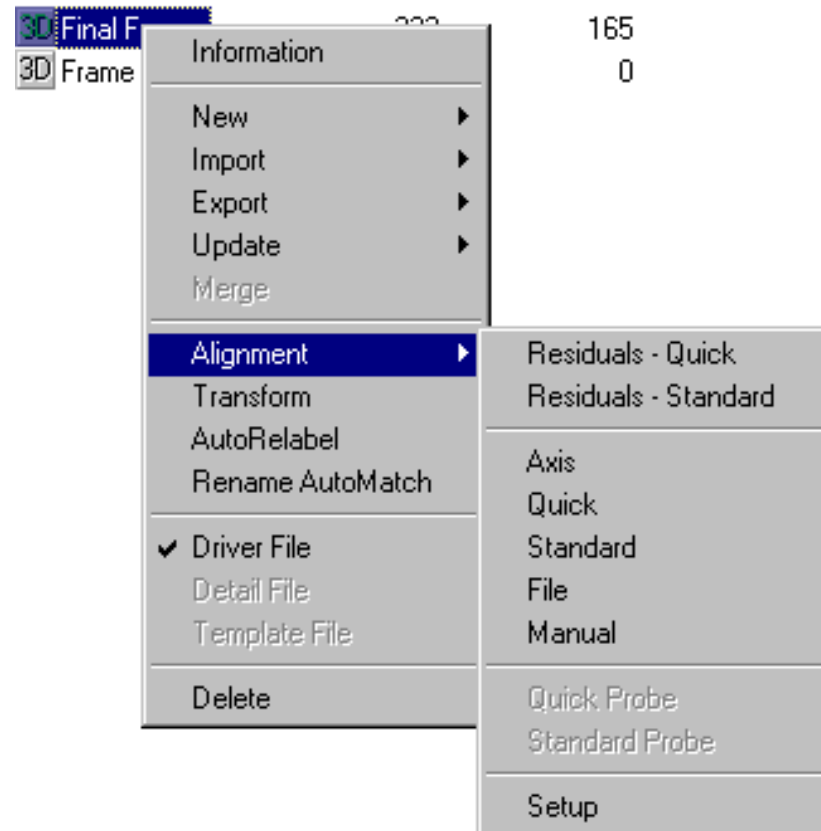 3D Final F 165
3D Frame 0
Information
New
Import
Export
Update
Merge
Alignment
Transform
AutoRelabel
Rename AutoMatch
Driver File
Detail File
Template File
Delete
Residuals - Quick
Residuals - Standard
Axis
Quick
Standard
File
Manual
Quick Probe
Standard Probe
Setup